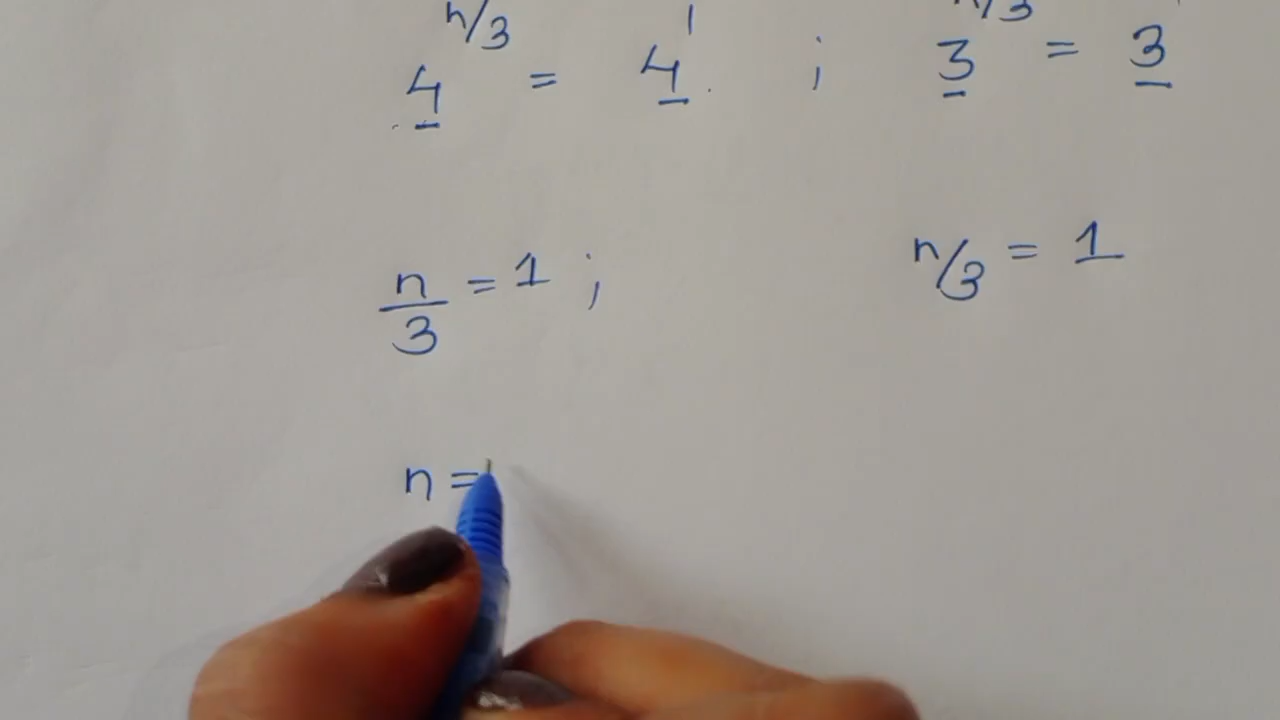 4^{n/3} = 4^1 ; 3^{n/3} = 3
n/3 = 1 ; n/3 = 1
n =